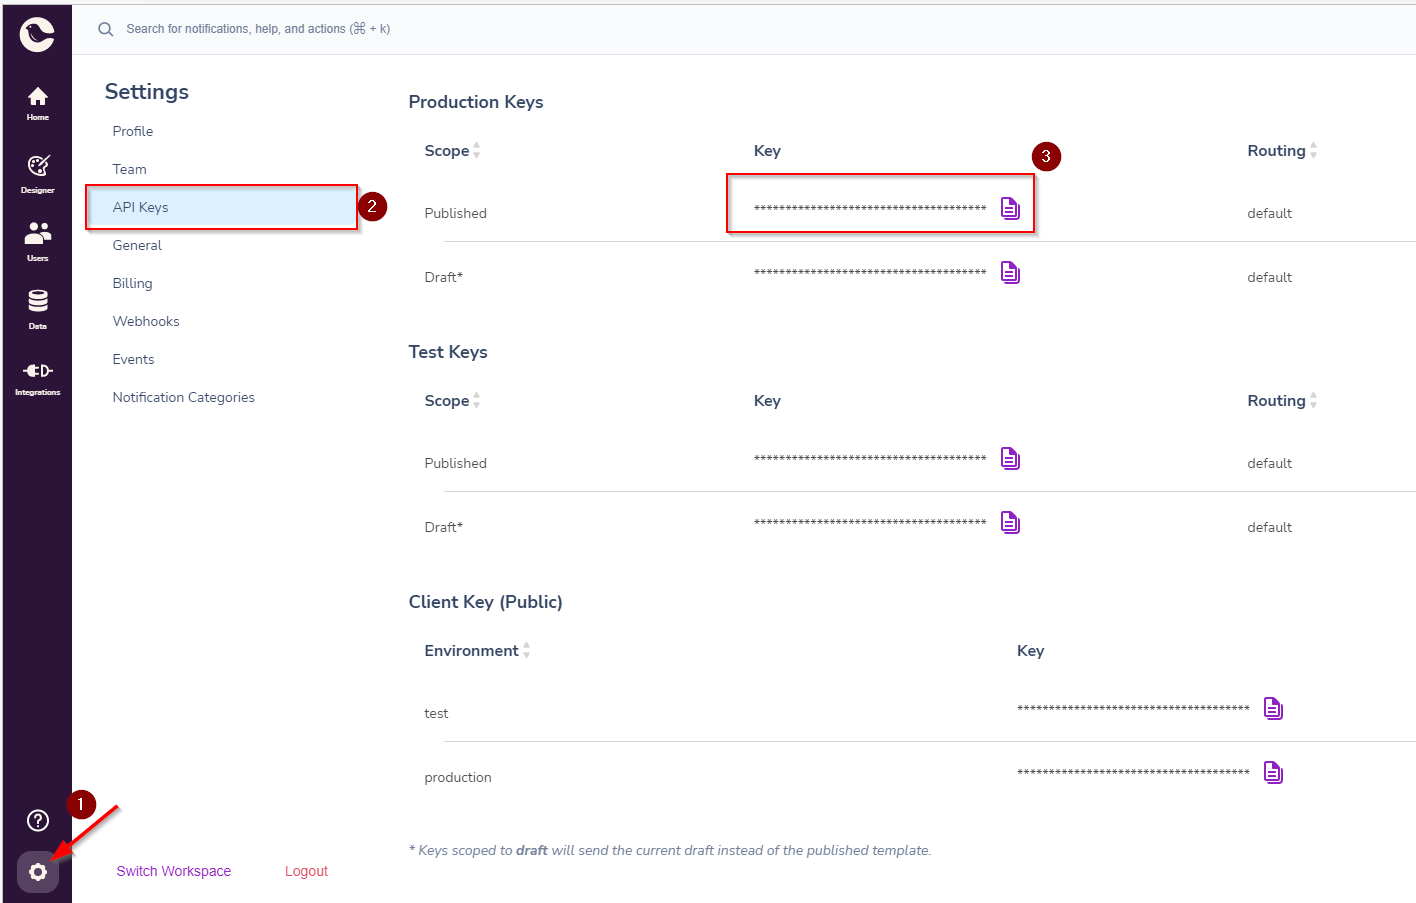 Search for notifications, help, and actions (⌘ + k)
Home
Designer
Users
Data
Integrations
Settings
Profile
Team
API Keys
2
General
Billing
Webhooks
Events
Notification Categories
Production Keys
Scope Key Routing
3
Published ************************************* default
Draft* ************************************* default
Test Keys
Scope Key Routing
Published ************************************* default
Draft* ************************************* default
Client Key (Public)
Environment Key
test *************************************
production *************************************
* Keys scoped to draft will send the current draft instead of the published template.
1
?
Switch Workspace Logout